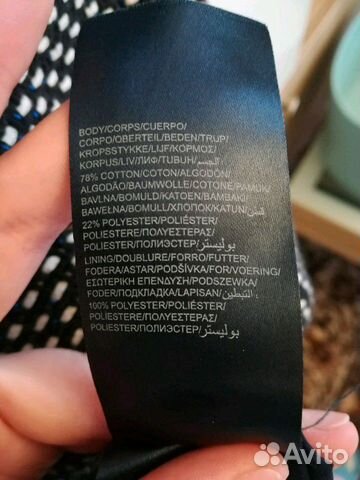 BODY/CORPS/CUERPO/
CORPO/OBERTEIL/BEDEN/TRUP/
KROPSSTYKKE/LIJF/ΚΟΡΜΟΣ/
KORPUS/LIV/ЛИФ/TUBUH/ الجسم ،
78% COTTON/COTON/ALGODÓN/
ALGODÃO/BAUMWOLLE/COTONE/PAMUK/
BAVLNA/BOMULD/KATOEN/ΒΑΜΒΑΚΙ/
BAWEŁNA/BOMULL/ХЛОПОК/KATUN/ قطن
22% POLYESTER/POLIÉSTER/
POLIESTERE/ΠΟΛΥΕΣΤΕΡΑΣ/
POLIESTER/ПОЛИЭСТЕР/ بوليستر
LINING/DOUBLURE/FORRO/FUTTER/
FODERA/ASTAR/PODŠÍVKA/FOR/VOERING/
ΕΣΩΤΕΡΙΚΗ ΕΠΕΝΔΥΣΗ/PODSZEWKA/
FODER/ПОДКЛАДКА/LAPISAN/ التبطين ،
100% POLYESTER/POLIÉSTER/
POLIESTERE/ΠΟΛΥΕΣΤΕΡΑΣ/
POLIESTER/ПОЛИЭСТЕР/ بوليستر
Avito